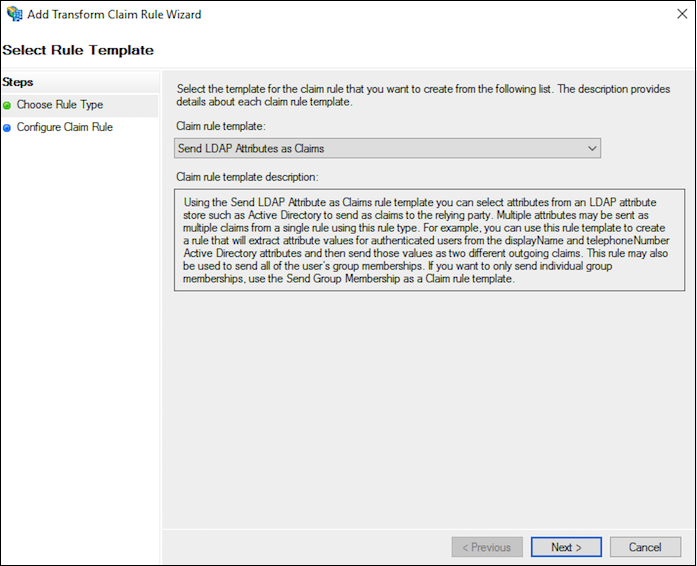 Add Transform Claim Rule Wizard
Select Rule Template
Steps
Choose Rule Type
Configure Claim Rule
Select the template for the claim rule that you want to create from the following list. The description provides
details about each claim rule template.
Claim rule template:
Send LDAP Attributes as Claims
Claim rule template description:
Using the Send LDAP Attribute as Claims rule template you can select attributes from an LDAP attribute
store such as Active Directory to send as claims to the relying party. Multiple attributes may be sent as
multiple claims from a single rule using this rule type. For example, you can use this rule template to create
a rule that will extract attribute values for authenticated users from the displayName and telephoneNumber
Active Directory attributes and then send those values as two different outgoing claims. This rule may also
be used to send all of the user's group memberships. If you want to only send individual group
memberships, use the Send Group Membership as a Claim rule template.
< Previous
Next >
Cancel